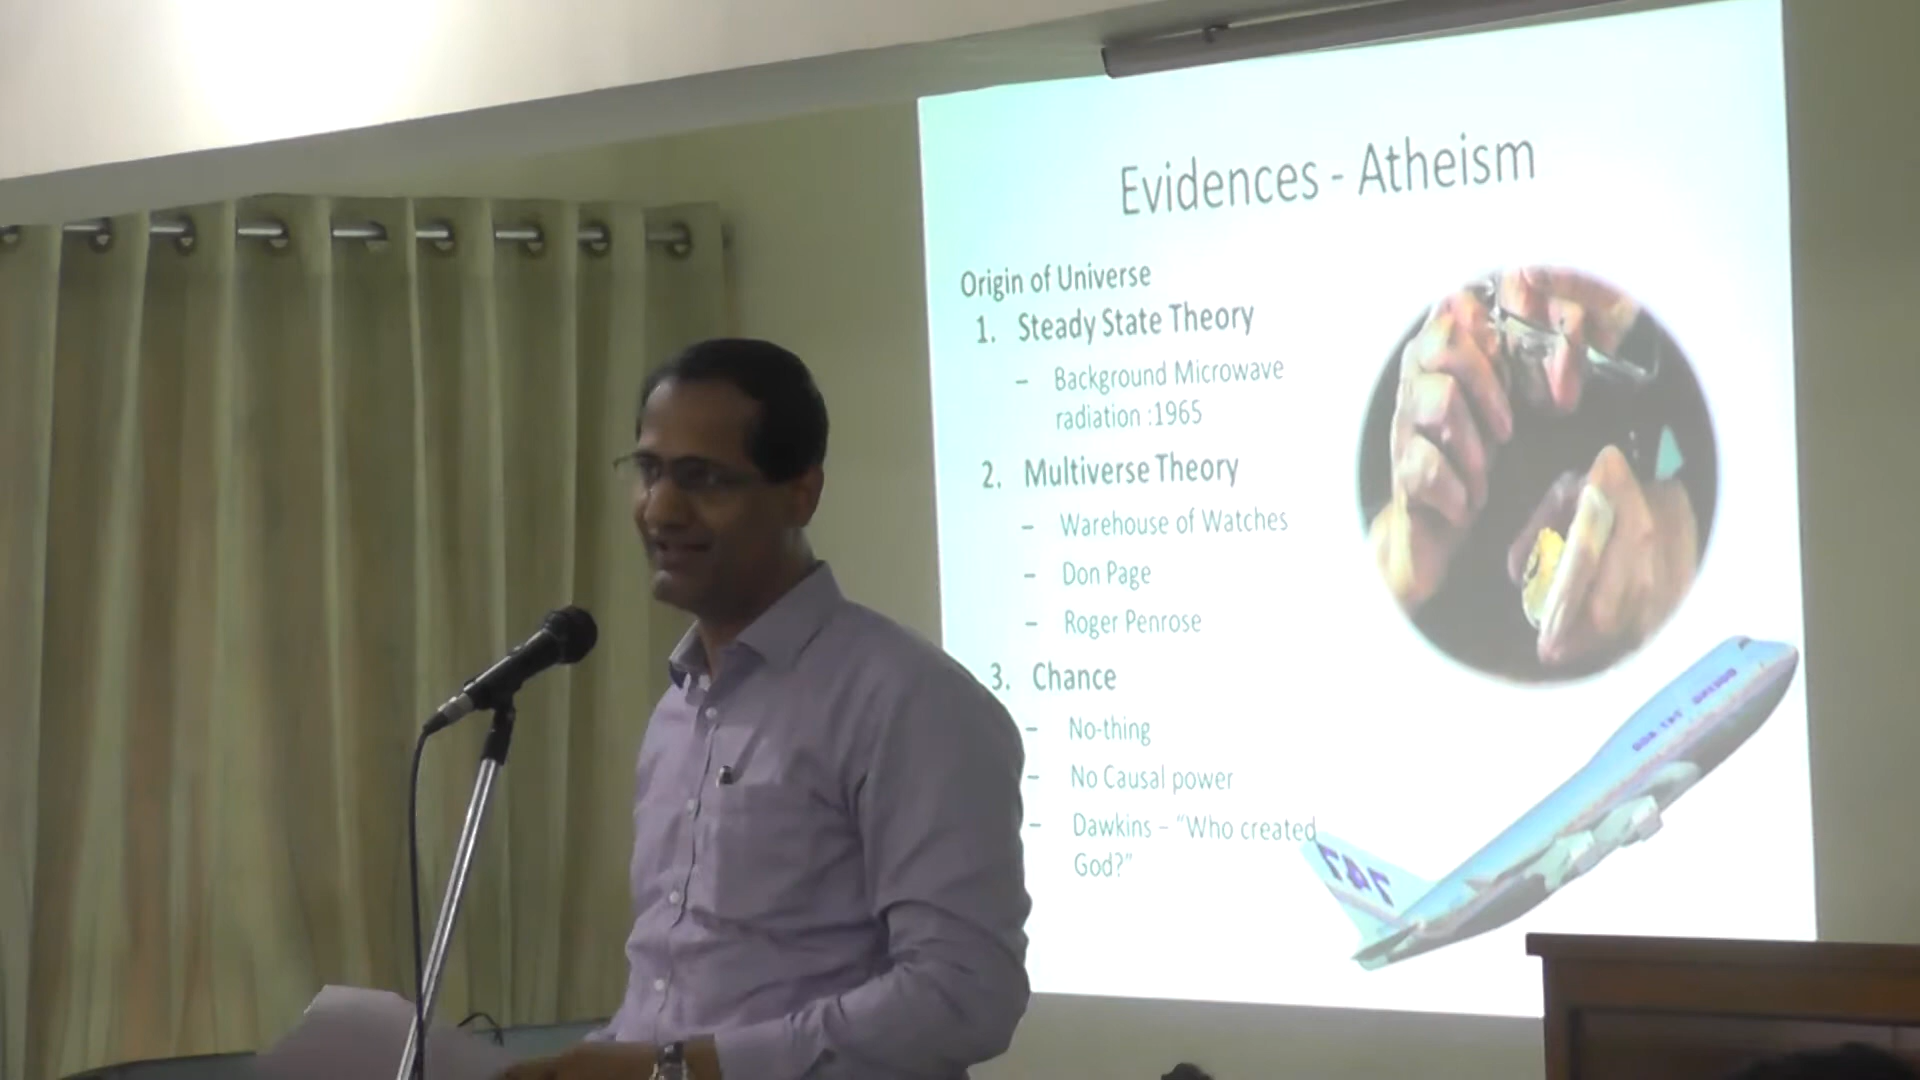 Evidences - Atheism
Origin of Universe
1. Steady State Theory
– Background Microwave
radiation :1965
2. Multiverse Theory
– Warehouse of Watches
– Don Page
– Roger Penrose
3. Chance
– No-thing
– No Causal power
– Dawkins – "Who created
God?"
747